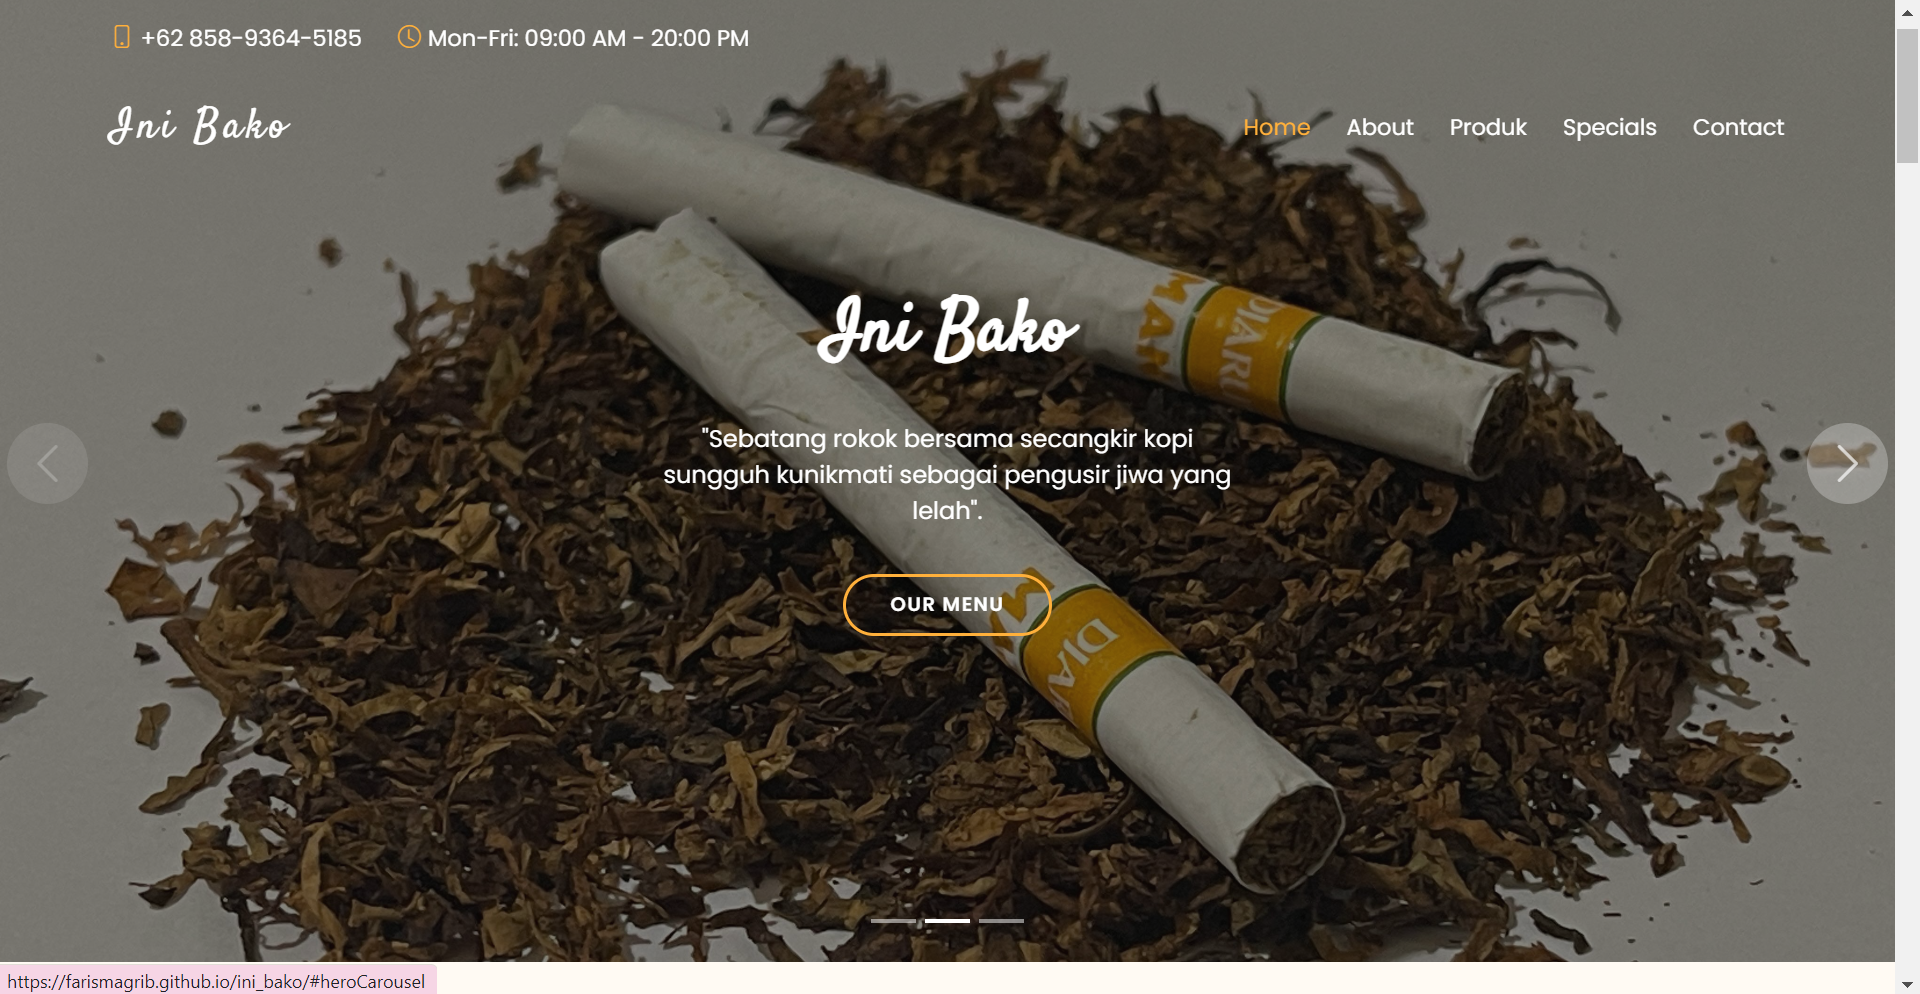 +62 858-9364-5185 Mon-Fri: 09:00 AM - 20:00 PM
Ini Bako
Home About Produk Specials Contact
Ini Bako
"Sebatang rokok bersama secangkir kopi
sungguh kunikmati sebagai pengusir jiwa yang
lelah".
OUR MENU
https://farismagrib.github.io/ini_bako/#heroCarousel